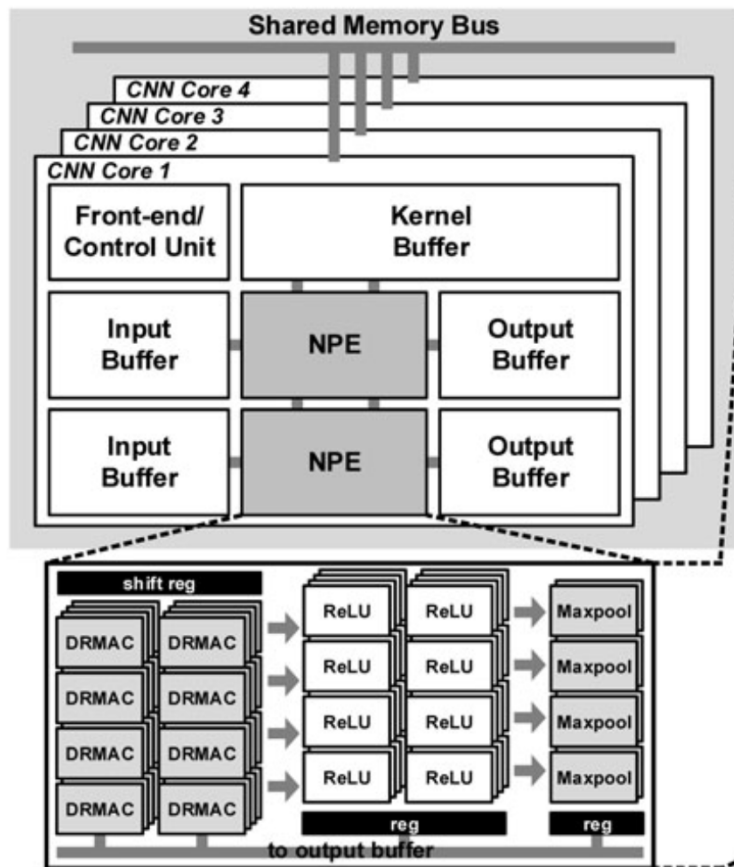 Shared Memory Bus
CNN Core 4
CNN Core 3
CNN Core 2
CNN Core 1
Front-end/
Control Unit
Kernel
Buffer
Input
Buffer
NPE
Output
Buffer
Input
Buffer
NPE
Output
Buffer
shift reg
DRMAC DRMAC ReLU ReLU Maxpool
DRMAC DRMAC ReLU ReLU Maxpool
DRMAC DRMAC ReLU ReLU Maxpool
DRMAC DRMAC ReLU ReLU Maxpool
reg reg
to output buffer